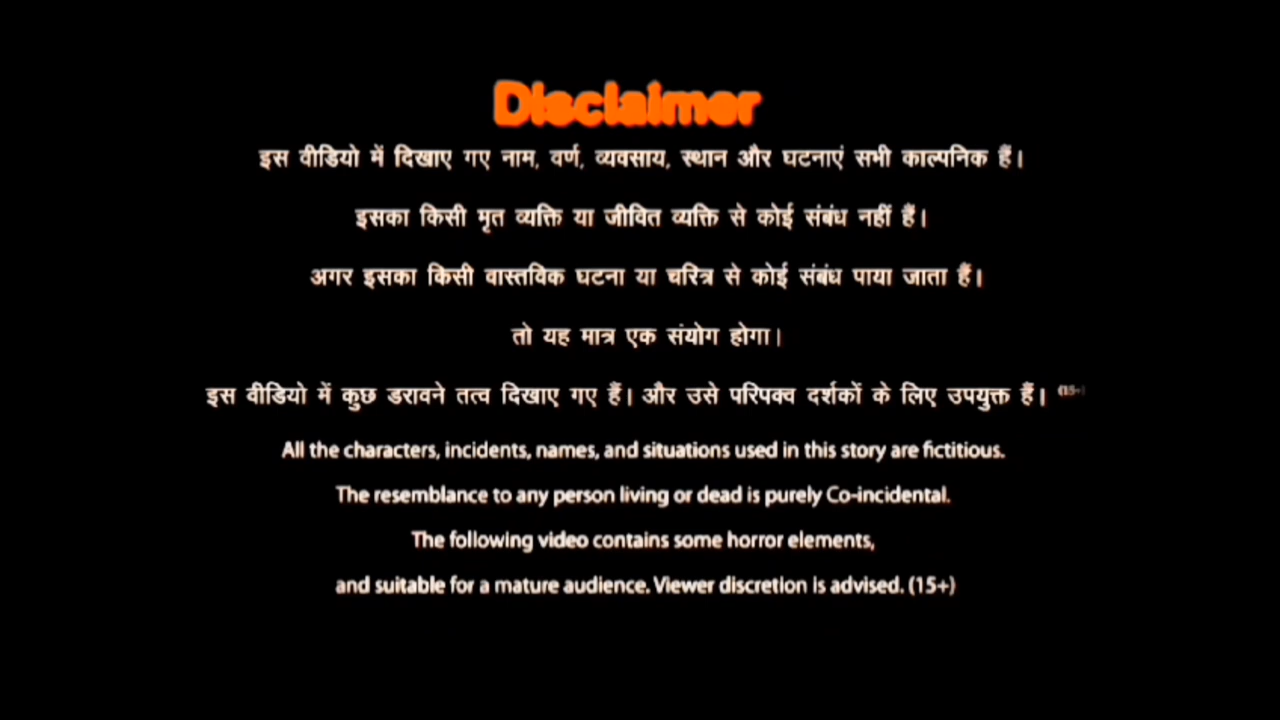 Disclaimer
इस वीडियो में दिखाए गए नाम, वर्ण, व्यवसाय, स्थान और घटनाएं सभी काल्पनिक हैं।
इसका किसी मृत व्यक्ति या जीवित व्यक्ति से कोई संबंध नहीं हैं।
अगर इसका किसी वास्तविक घटना या चरित्र से कोई संबंध पाया जाता हैं।
तो यह मात्र एक संयोग होगा।
इस वीडियो में कुछ डरावने तत्व दिखाए गए हैं। और उसे परिपक्व दर्शकों के लिए उपयुक्त हैं। (15+)
All the characters, incidents, names, and situations used in this story are fictitious.
The resemblance to any person living or dead is purely Co-incidental.
The following video contains some horror elements,
and suitable for a mature audience. Viewer discretion is advised. (15+)